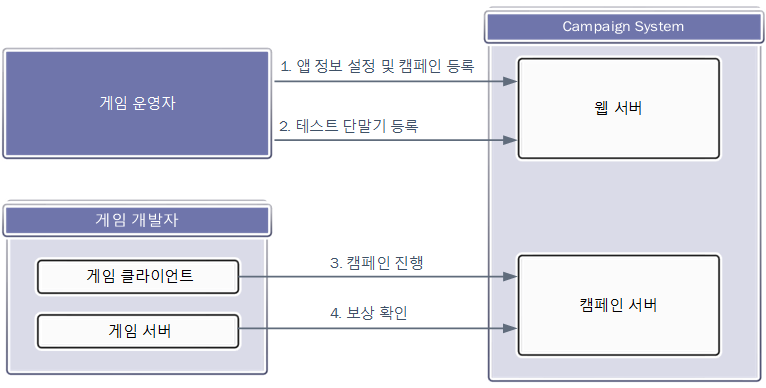 Campaign System
1. 앱 정보 설정 및 캠페인 등록
게임 운영자
웹 서버
2. 테스트 단말기 등록
게임 개발자
3. 캠페인 진행
게임 클라이언트
캠페인 서버
4. 보상 확인
게임 서버